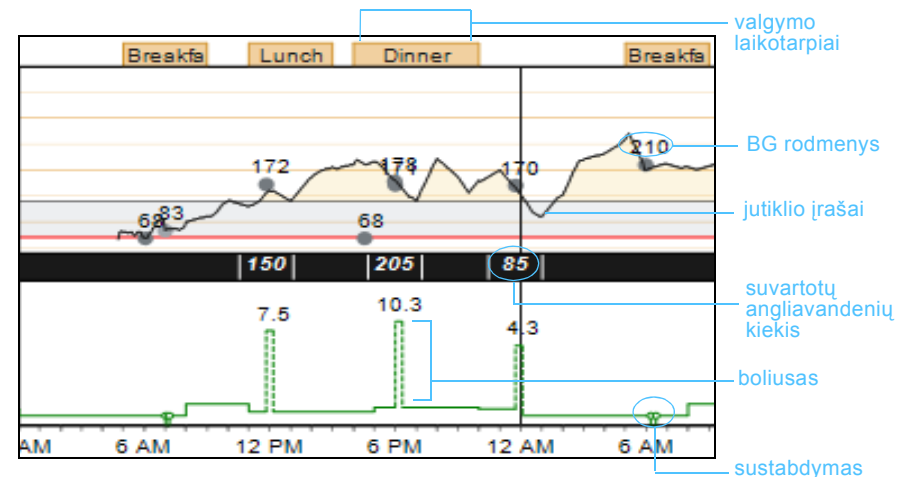 valgymo
laikotarpiai
Breakfa Lunch Dinner Breakfa
172 178 170 210
BG rodmenys
68 83 68
jutiklio įrašai
150 205 85
suvartotų
angliavandenių
kiekis
7.5 10.3 4.3
boliusas
AM 6 AM 12 PM 6 PM 12 AM 6 AM
sustabdymas